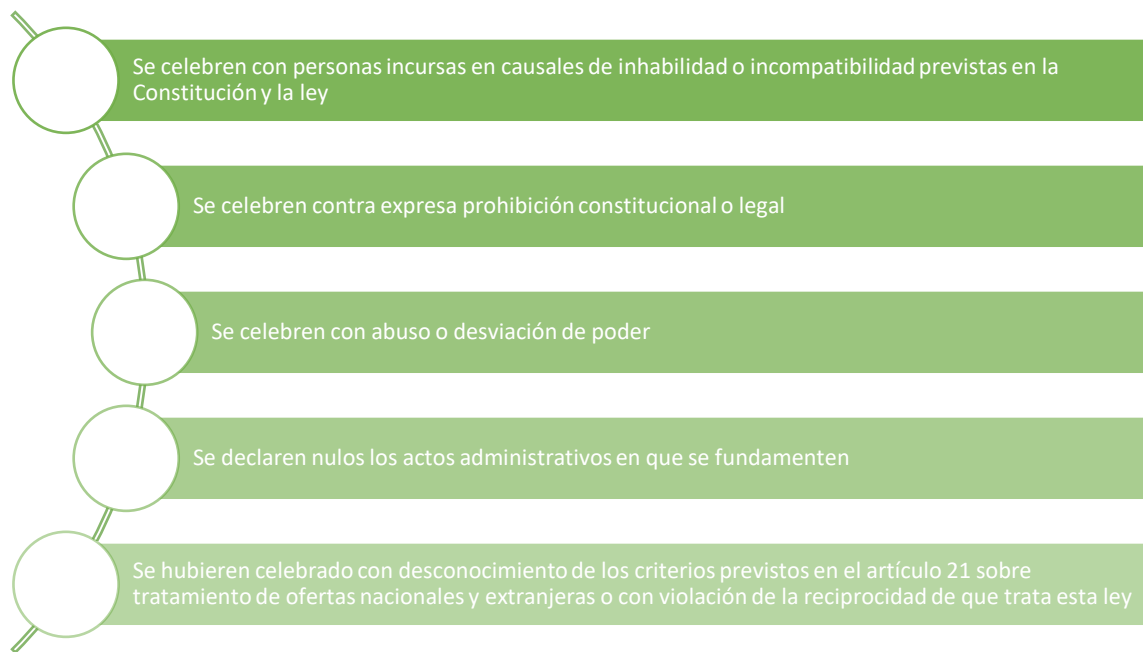 Se celebren con personas incursas en causales de inhabilidad o incompatibilidad previstas en la
Constitución y la ley
Se celebren contra expresa prohibición constitucional o legal
Se celebren con abuso o desviación de poder
Se declaren nulos los actos administrativos en que se fundamenten
Se hubieren celebrado con desconocimiento de los criterios previstos en el artículo 21 sobre
tratamiento de ofertas nacionales y extranjeras o con violación de la reciprocidad de que trata esta ley